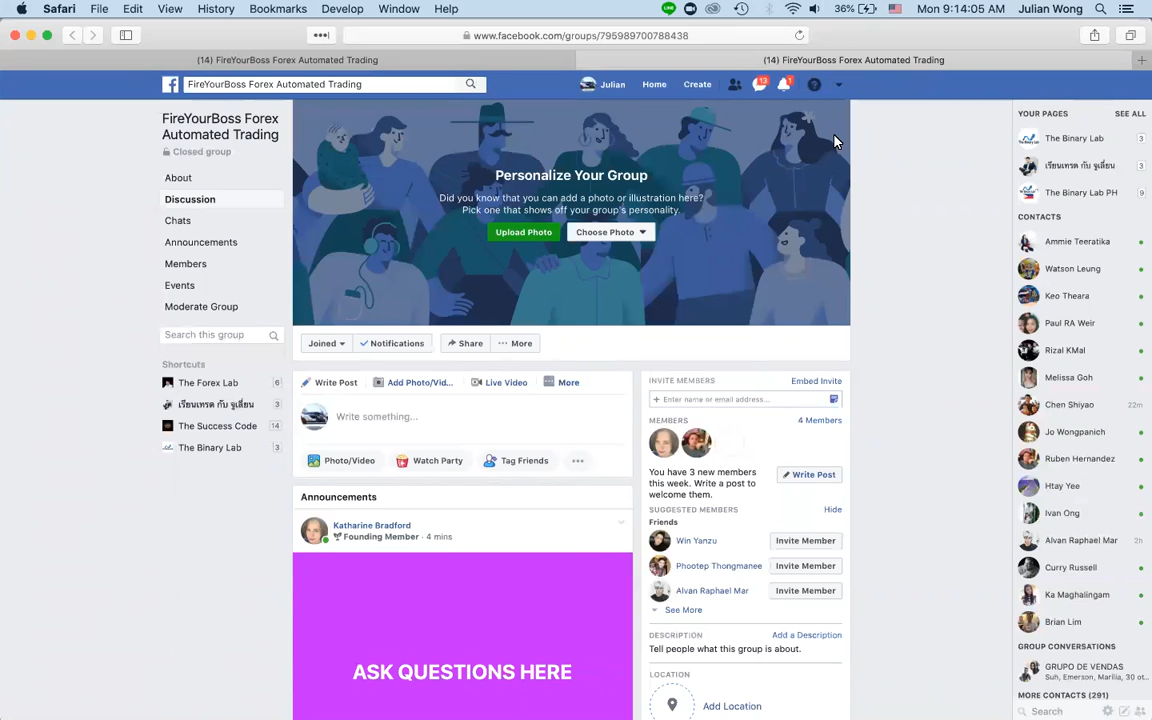 Safari File Edit View History Bookmarks Develop Window Help 36% Mon 9:14:05 AM Julian Wong
www.facebook.com/groups/795989700788438
(14) FireYourBoss Forex Automated Trading
(14) FireYourBoss Forex Automated Trading
FireYourBoss Forex Automated Trading
Julian Home Create 13 1
FireYourBoss Forex
Automated Trading
Closed group
About
Discussion
Chats
Announcements
Members
Events
Moderate Group
Search this group
Shortcuts
The Forex Lab 6
เรียนเทรด กับ จูเลี่ยน 3
The Success Code 14
The Binary Lab 3
Personalize Your Group
Did you know that you can add a photo or illustration here?
Pick one that shows off your group's personality.
Upload Photo Choose Photo
Joined Notifications Share More
Write Post Add Photo/Vid... Live Video More
Write something...
Photo/Video Watch Party Tag Friends
Announcements
Katharine Bradford
Founding Member · 4 mins
ASK QUESTIONS HERE
INVITE MEMBERS Embed Invite
+ Enter name or email address...
MEMBERS 4 Members
You have 3 new members
this week. Write a post to
welcome them.
Write Post
SUGGESTED MEMBERS Hide
Friends
Win Yanzu Invite Member
Phootep Thongmanee Invite Member
Alvan Raphael Mar Invite Member
See More
DESCRIPTION Add a Description
Tell people what this group is about.
LOCATION
Add Location
YOUR PAGES SEE ALL
The Binary Lab 3
เรียนเทรด กับ จูเลี่ยน 3
The Binary Lab PH 9
CONTACTS
Ammie Teeratika
Watson Leung
Keo Theara
Paul RA Weir
Rizal KMal
Melissa Goh
Chen Shiyao 22m
Jo Wongpanich
Ruben Hernandez
Htay Yee
Ivan Ong
Alvan Raphael Mar 2h
Curry Russell
Ka Maghalingam
Brian Lim
GROUP CONVERSATIONS
GRUPO DE VENDAS
Suh, Emerson, Marília, 30 ot...
MORE CONTACTS (291)
Search